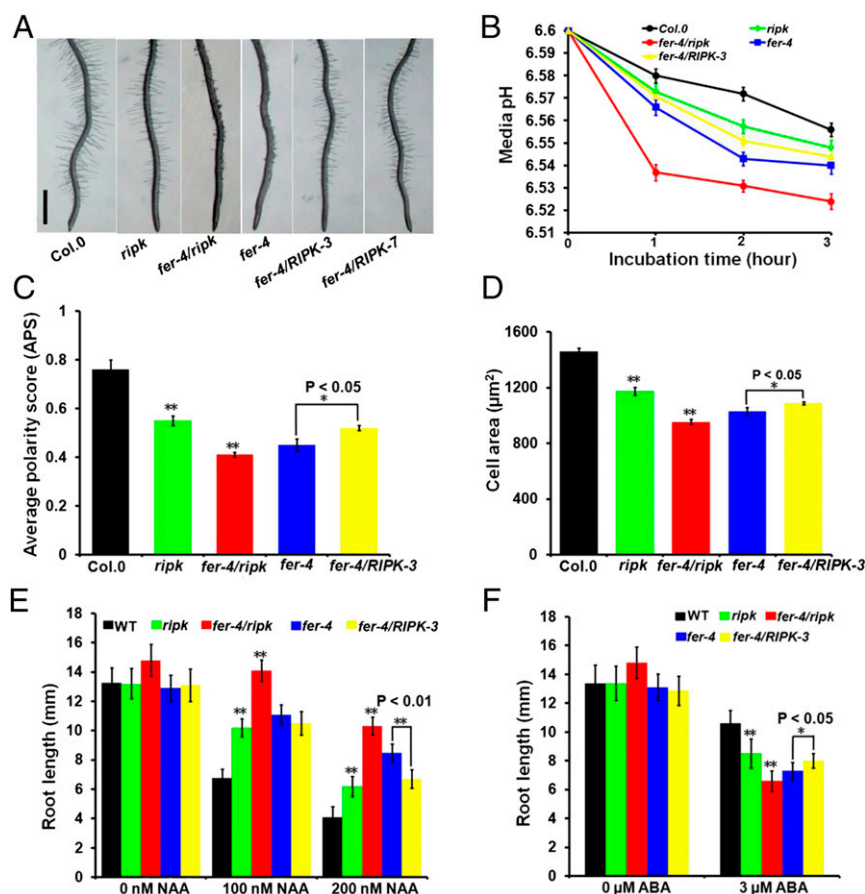 A
Col.0
ripk
fer-4/ripk
fer-4
fer-4/RIPK-3
fer-4/RIPK-7
B
Col.0
ripk
fer-4/ripk
fer-4
fer-4/RIPK-3
Media pH
6.6
6.59
6.58
6.57
6.56
6.55
6.54
6.53
6.52
6.51
0 1 2 3
Incubation time (hour)
C
Average polarity score (APS)
1
0.8
0.6
0.4
0.2
0
**
**
P < 0.05
*
Col.0 ripk fer-4/ripk fer-4 fer-4/RIPK-3
D
Cell area (µm²)
1600
1200
800
400
0
**
**
P < 0.05
*
Col.0 ripk fer-4/ripk fer-4 fer-4/RIPK-3
E
WT ripk fer-4/ripk fer-4 fer-4/RIPK-3
Root length (mm)
18
16
14
12
10
8
6
4
2
0
**
**
P < 0.01
**
**
**
0 nM NAA 100 nM NAA 200 nM NAA
F
WT ripk fer-4/ripk
fer-4 fer-4/RIPK-3
Root length (mm)
18
16
14
12
10
8
6
4
2
0
P < 0.05
*
**
**
0 µM ABA 3 µM ABA